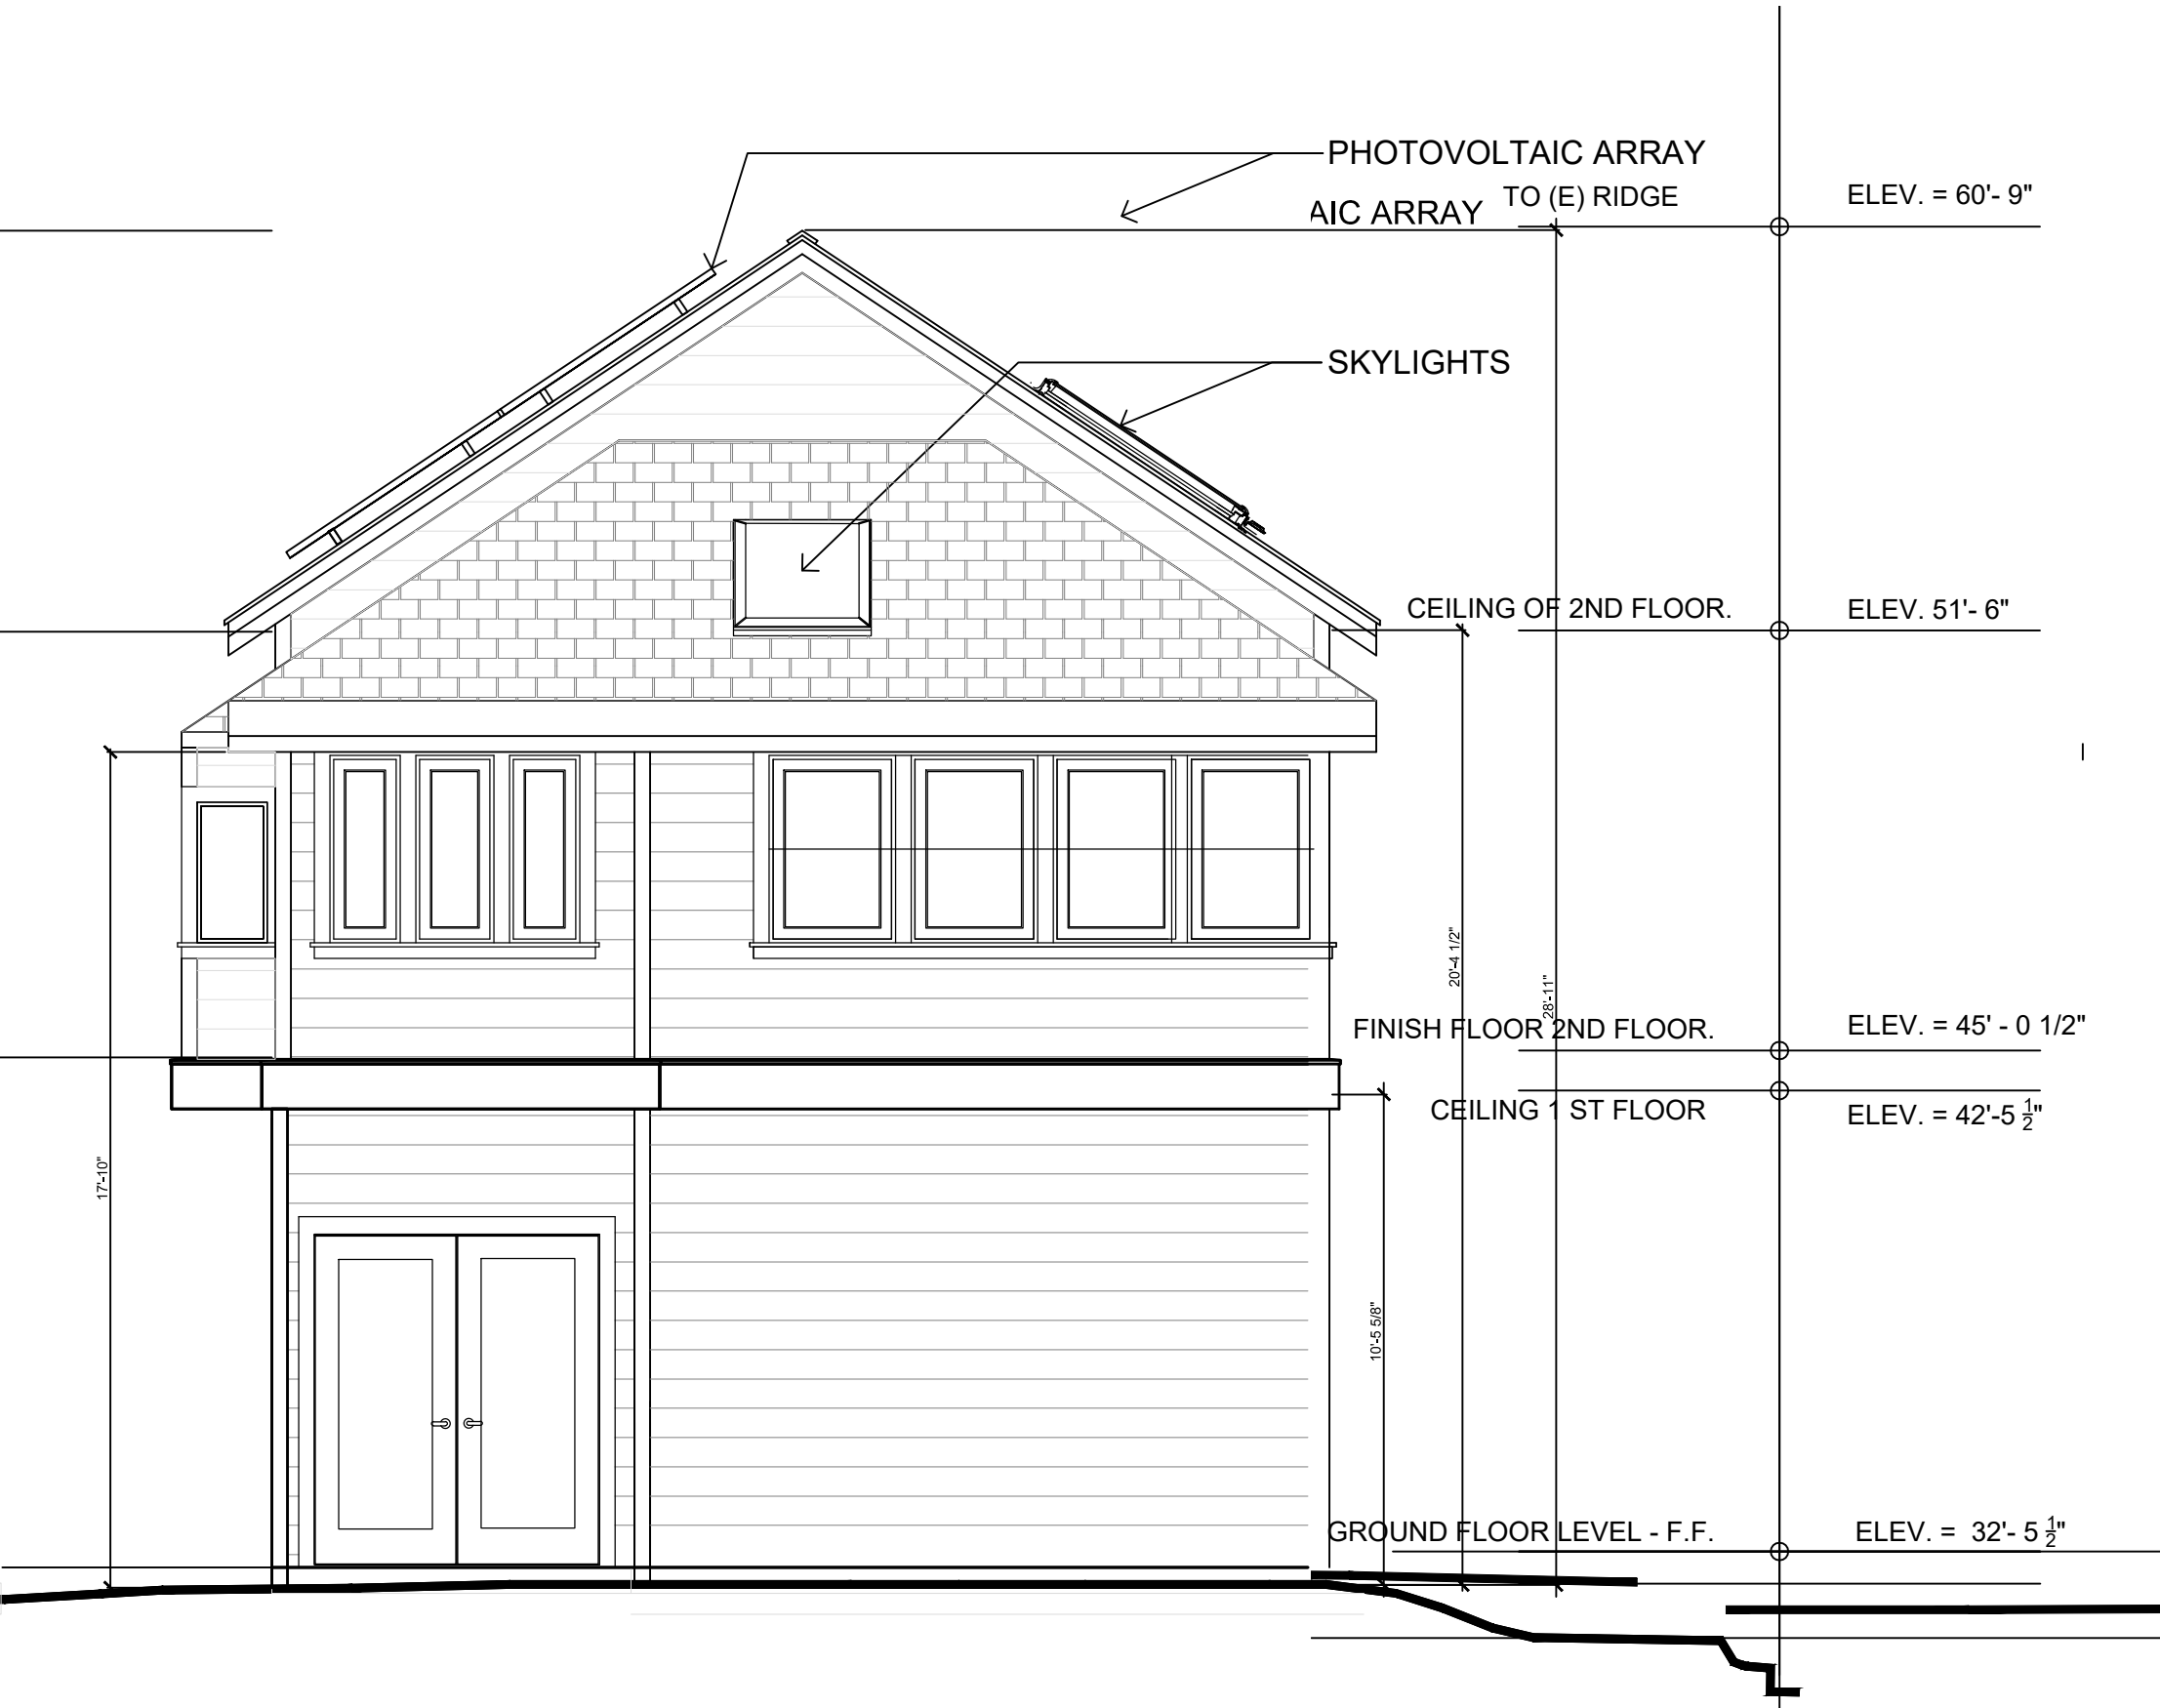 PHOTOVOLTAIC ARRAY
TO (E) RIDGE
ELEV. = 60'- 9"
AIC ARRAY
SKYLIGHTS
CEILING OF 2ND FLOOR.
ELEV. 51'- 6"
20'-4 1/2"
28'-11"
FINISH FLOOR 2ND FLOOR.
ELEV. = 45' - 0 1/2"
CEILING 1 ST FLOOR
ELEV. = 42'-5 1/2"
17'-10"
10'-5 5/8"
GROUND FLOOR LEVEL - F.F.
ELEV. = 32'- 5 1/2"